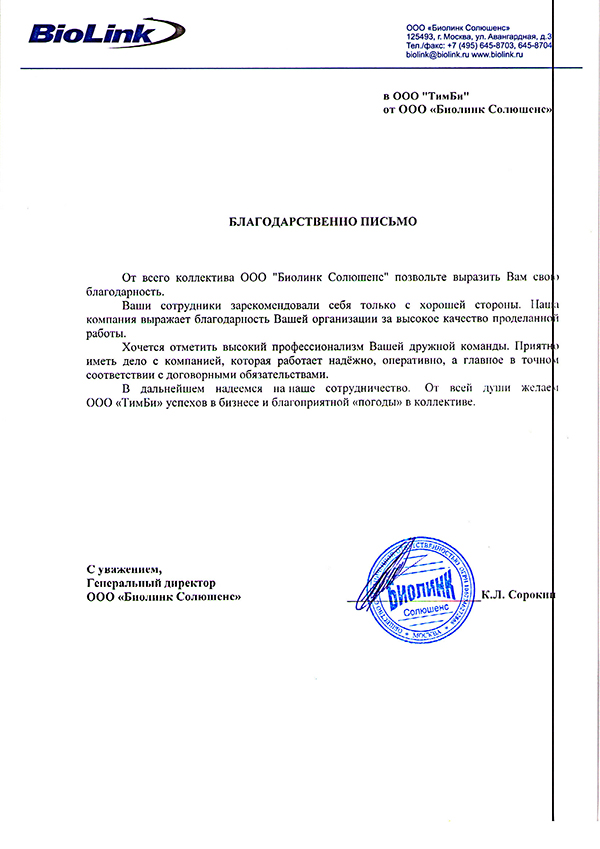 BioLink
ООО «Биолинк Солюшенс»
125493, г. Москва, ул. Авангардная, д.3
Тел./факс: +7 (495) 645-8703, 645-8704
biolink@biolink.ru www.biolink.ru
в ООО "ТимБи"
от ООО «Биолинк Солюшенс»
БЛАГОДАРСТВЕННО ПИСЬМО
От всего коллектива ООО "Биолинк Солюшенс" позвольте выразить Вам свою
благодарность.
Ваши сотрудники зарекомендовали себя только с хорошей стороны. Наша
компания выражает благодарность Вашей организации за высокое качество проделанной
работы.
Хочется отметить высокий профессионализм Вашей дружной команды. Приятно
иметь дело с компанией, которая работает надёжно, оперативно, а главное в точном
соответствии с договорными обязательствами.
В дальнейшем надеемся на наше сотрудничество. От всей души желаем
ООО «ТимБи» успехов в бизнесе и благоприятной «погоды» в коллективе.
С уважением,
Генеральный директор
ООО «Биолинк Солюшенс»
К.Л. Сорокин
Биолинк
Солюшенс
МОСКВА